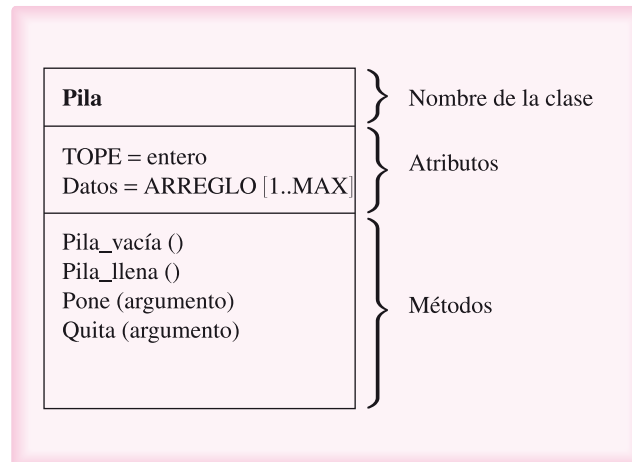 Pila
Nombre de la clase
TOPE = entero
Datos = ARREGLO [1..MAX]
Atributos
Pila_vacía ()
Pila_llena ()
Pone (argumento)
Quita (argumento)
Métodos